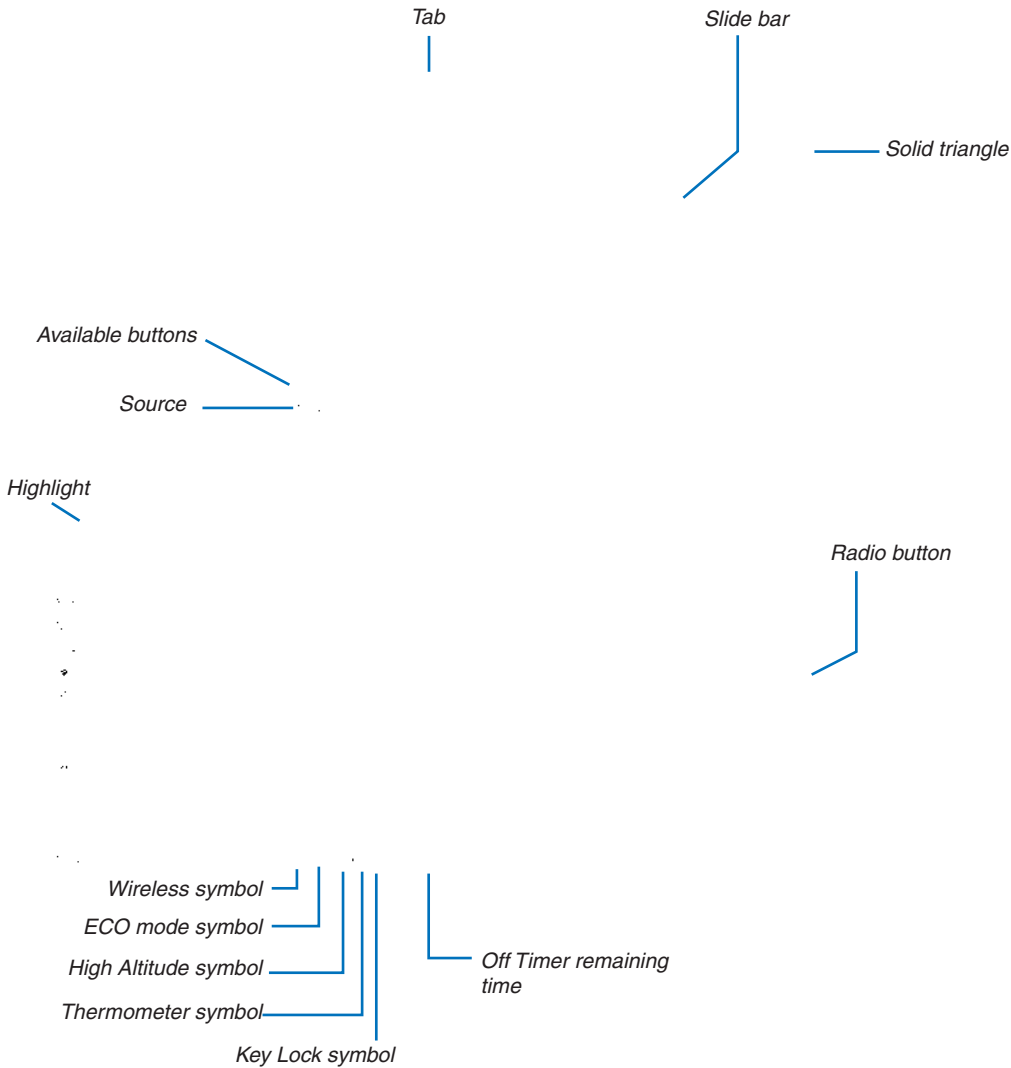 Tab
Slide bar
Solid triangle
Available buttons
Source
Highlight
Radio button
Wireless symbol
ECO mode symbol
High Altitude symbol
Off Timer remaining
time
Thermometer symbol
Key Lock symbol